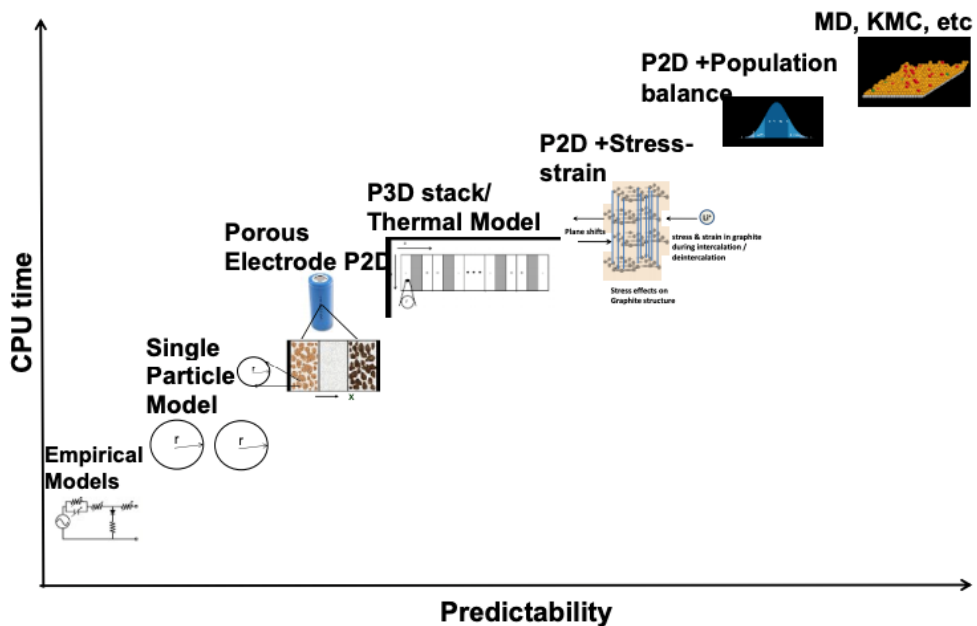 MD, KMC, etc
P2D +Population
balance
P2D +Stress-
strain
P3D stack/
Thermal Model
Porous
Electrode P2D
Single
Particle
Model
Empirical
Models
r
r
r
X
Plane shifts
Li⁺
stress & strain in graphite
during intercalation /
deintercalation
Stress effects on
Graphite structure
CPU time
Predictability